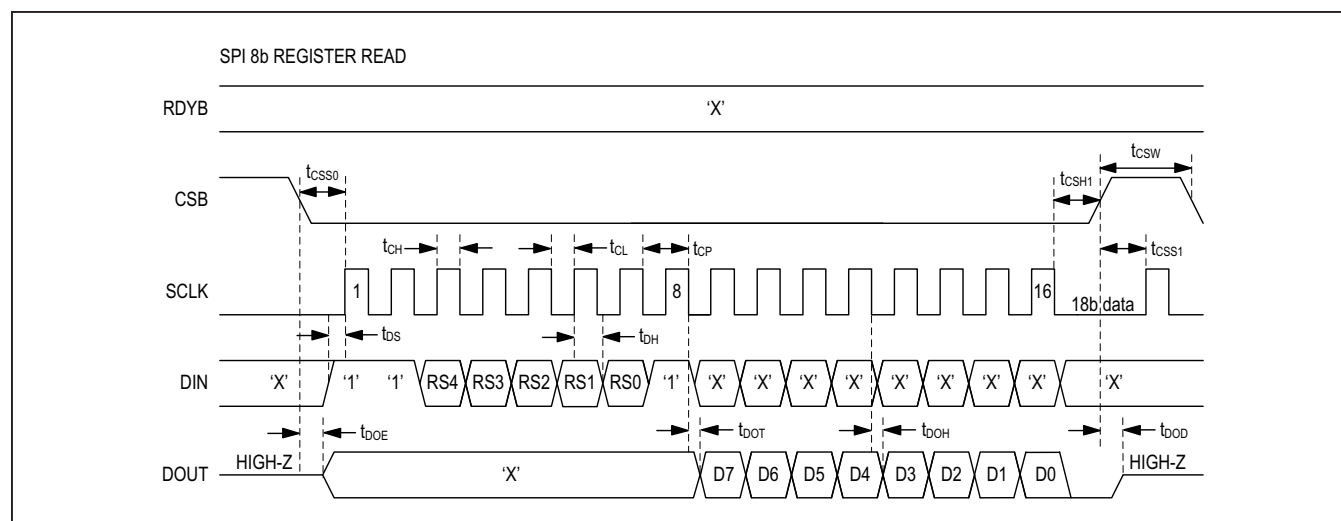 SPI 8b REGISTER READ
RDYB 'X'
tCSW
tCSS0 tCSH1
CSB
tCH tCL tCP tCSS1
SCLK 1 8 16 18b data
tDS tDH
DIN 'X' '1' '1' RS4 RS3 RS2 RS1 RS0 '1' 'X' 'X' 'X' 'X' 'X' 'X' 'X' 'X' 'X'
tDOE tDOT tDOH tDOD
HIGH-Z HIGH-Z
DOUT 'X' D7 D6 D5 D4 D3 D2 D1 D0